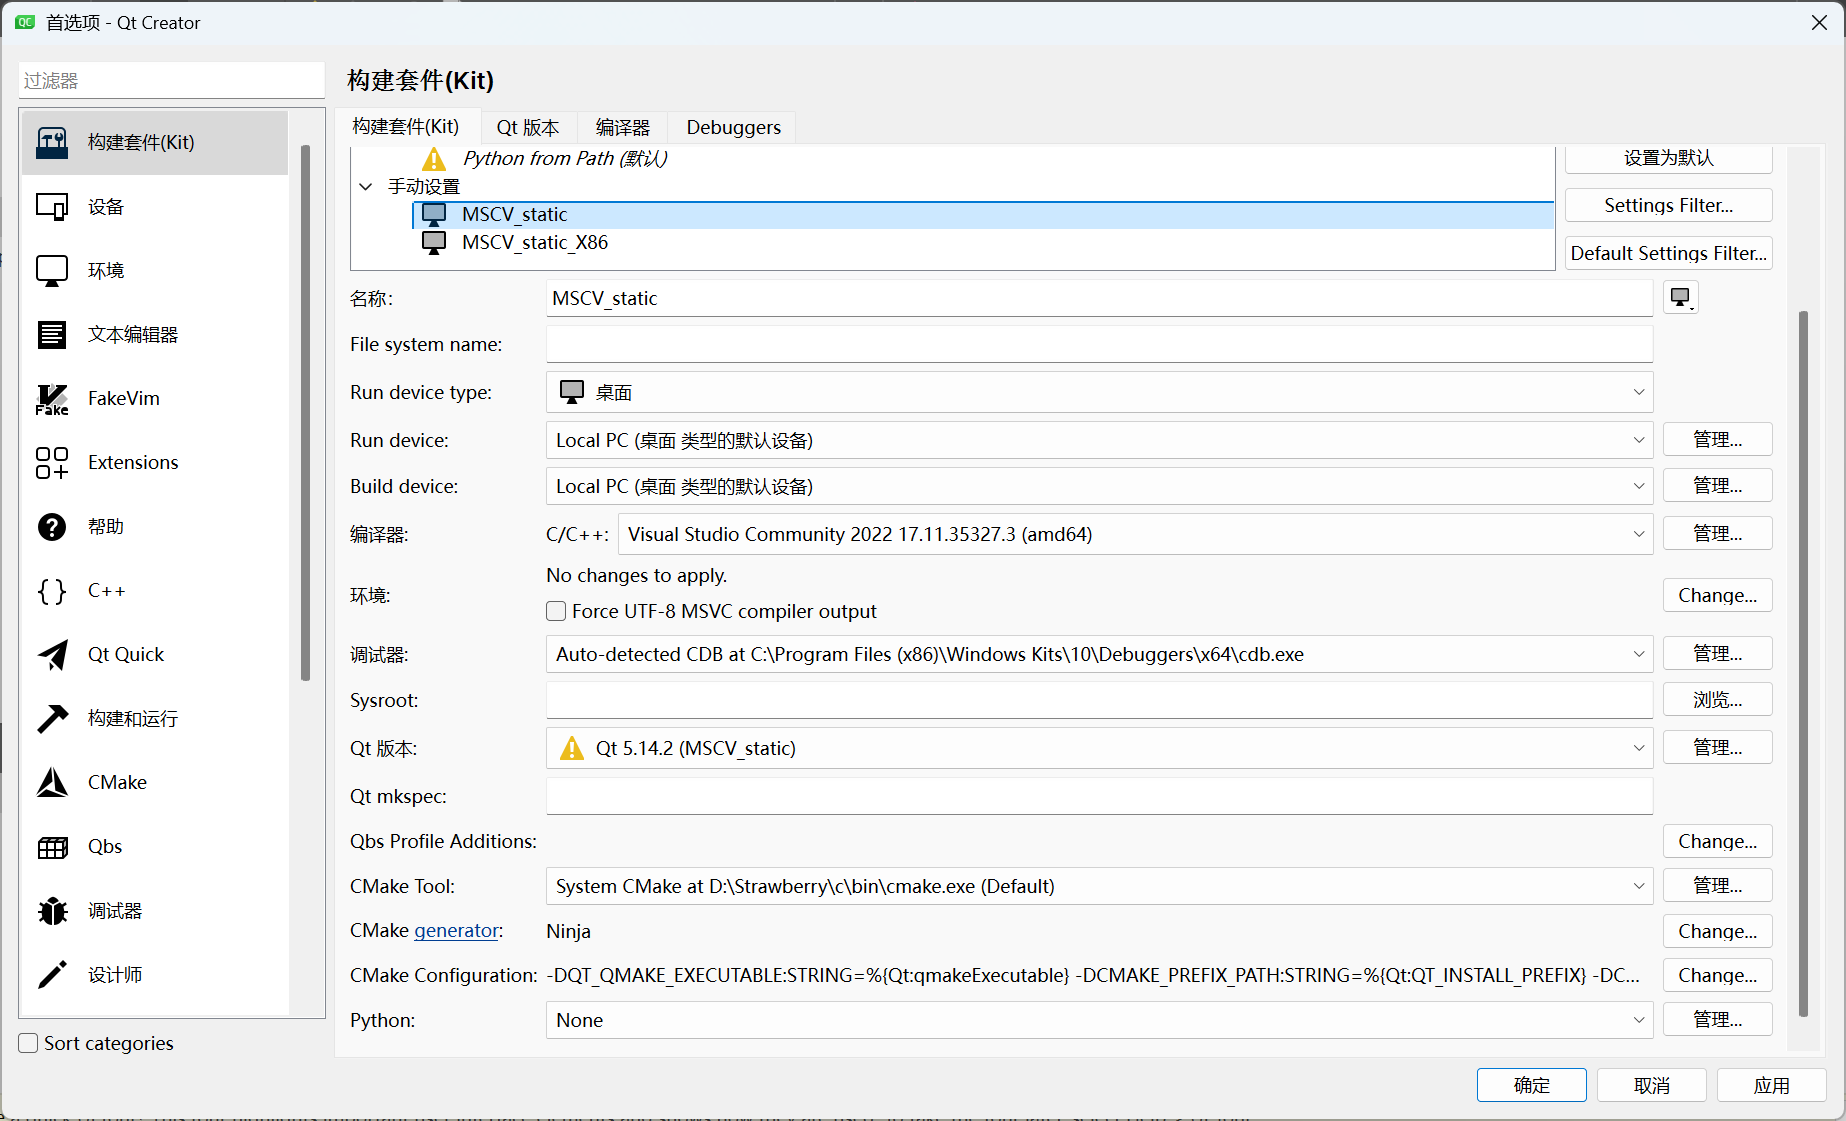 首选项 - Qt Creator
过滤器
构建套件(Kit)
设备
环境
文本编辑器
FakeVim
Extensions
帮助
C++
Qt Quick
构建和运行
CMake
Qbs
调试器
设计师
Sort categories
构建套件(Kit)
构建套件(Kit) Qt 版本 编译器 Debuggers
Python from Path (默认)
手动设置
MSCV_static
MSCV_static_X86
设置为默认
Settings Filter...
Default Settings Filter...
名称: MSCV_static
File system name:
Run device type: 桌面
Run device: Local PC (桌面 类型的默认设备) 管理...
Build device: Local PC (桌面 类型的默认设备) 管理...
编译器: C/C++: Visual Studio Community 2022 17.11.35327.3 (amd64) 管理...
环境: No changes to apply. Change...
Force UTF-8 MSVC compiler output
调试器: Auto-detected CDB at C:\Program Files (x86)\Windows Kits\10\Debuggers\x64\cdb.exe 管理...
Sysroot: 浏览...
Qt 版本: Qt 5.14.2 (MSCV_static) 管理...
Qt mkspec:
Qbs Profile Additions: Change...
CMake Tool: System CMake at D:\Strawberry\c\bin\cmake.exe (Default) 管理...
CMake generator: Ninja Change...
CMake Configuration: -DQT_QMAKE_EXECUTABLE:STRING=%{Qt:qmakeExecutable} -DCMAKE_PREFIX_PATH:STRING=%{Qt:QT_INSTALL_PREFIX} -DC... Change...
Python: None 管理...
确定 取消 应用